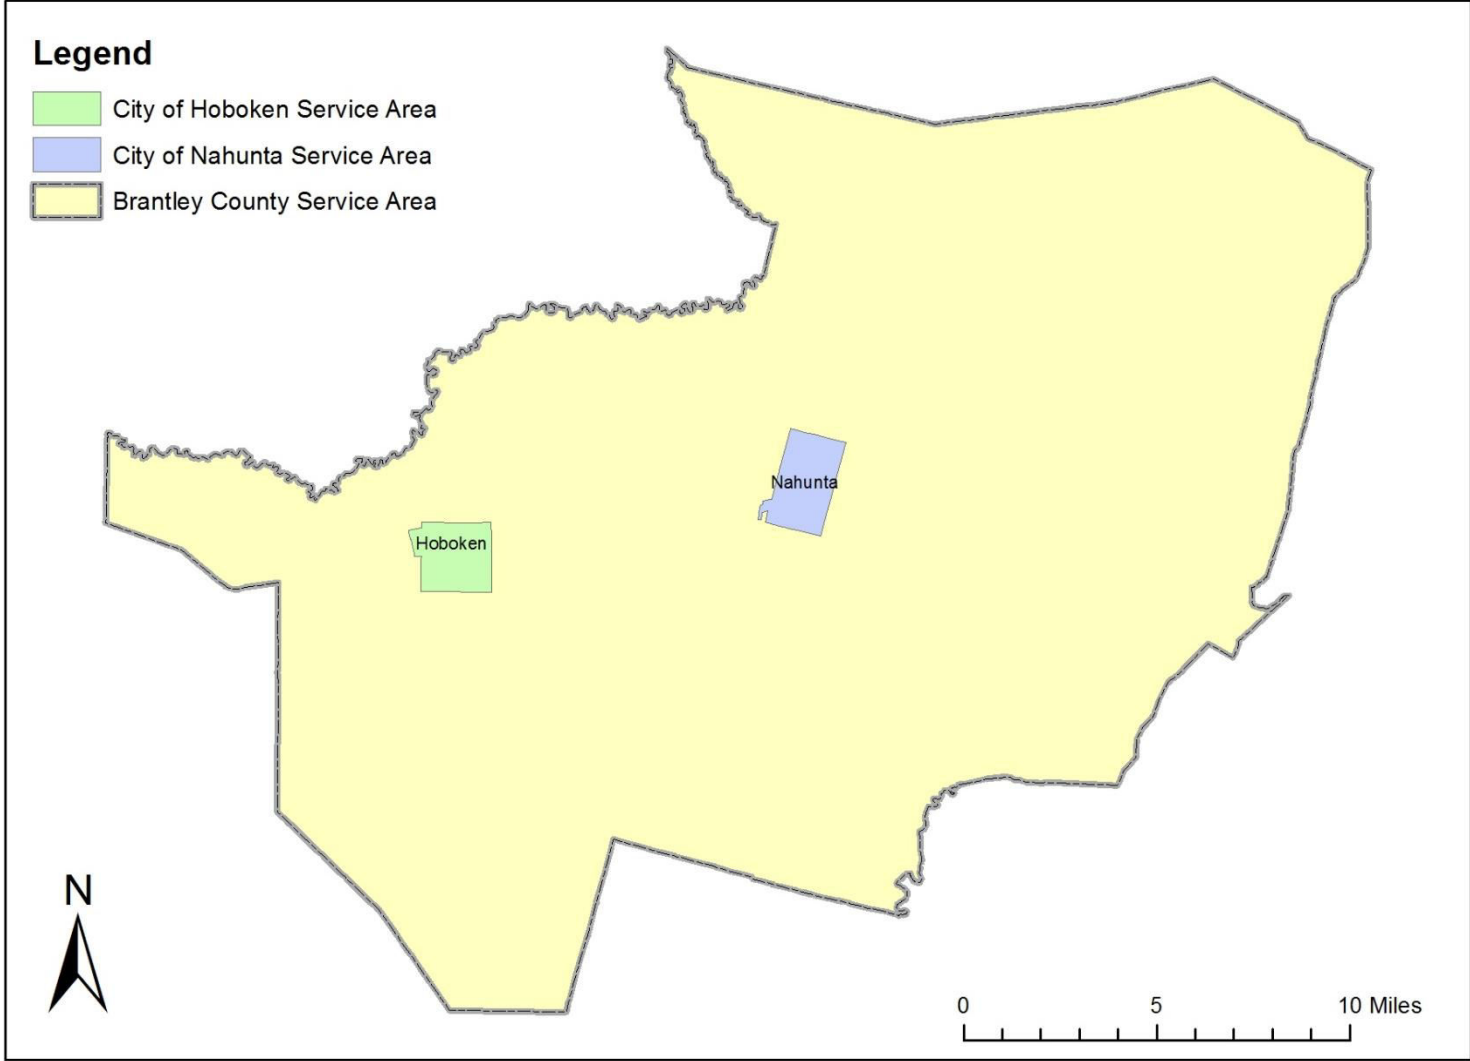 Legend
City of Hoboken Service Area
City of Nahunta Service Area
Brantley County Service Area
Nahunta
Hoboken
N
0 5 10 Miles